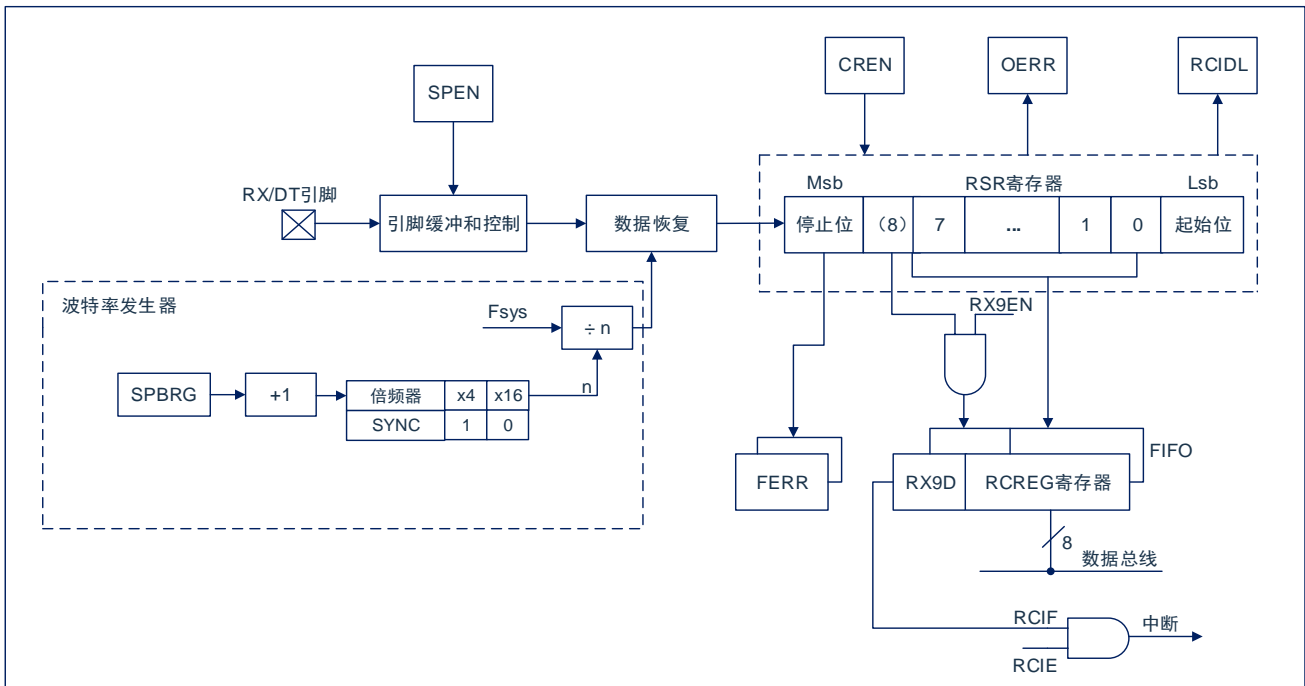 CREN
OERR
RCIDL
SPEN
Msb
RSR寄存器
Lsb
RX/DT引脚
引脚缓冲和控制
数据恢复
停止位
（8）
7
...
1
0
起始位
波特率发生器
Fsys
÷ n
RX9EN
n
SPBRG
+1
倍频器
x4
x16
SYNC
1
0
FIFO
FERR
RX9D
RCREG寄存器
8
数据总线
RCIF
中断
RCIE